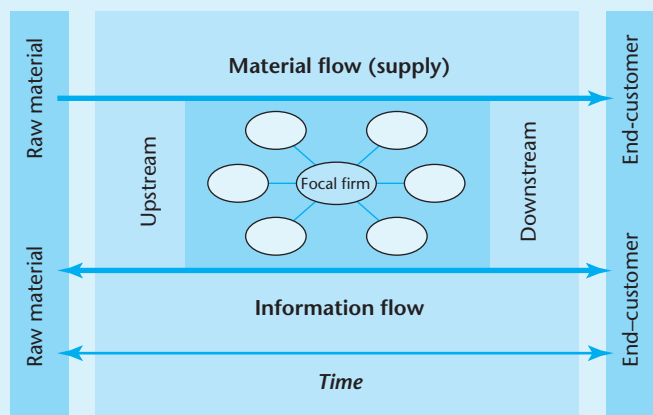 Material flow (supply)
Raw material
End-customer
Upstream
Focal firm
Downstream
Raw material
Information flow
End–customer
Time